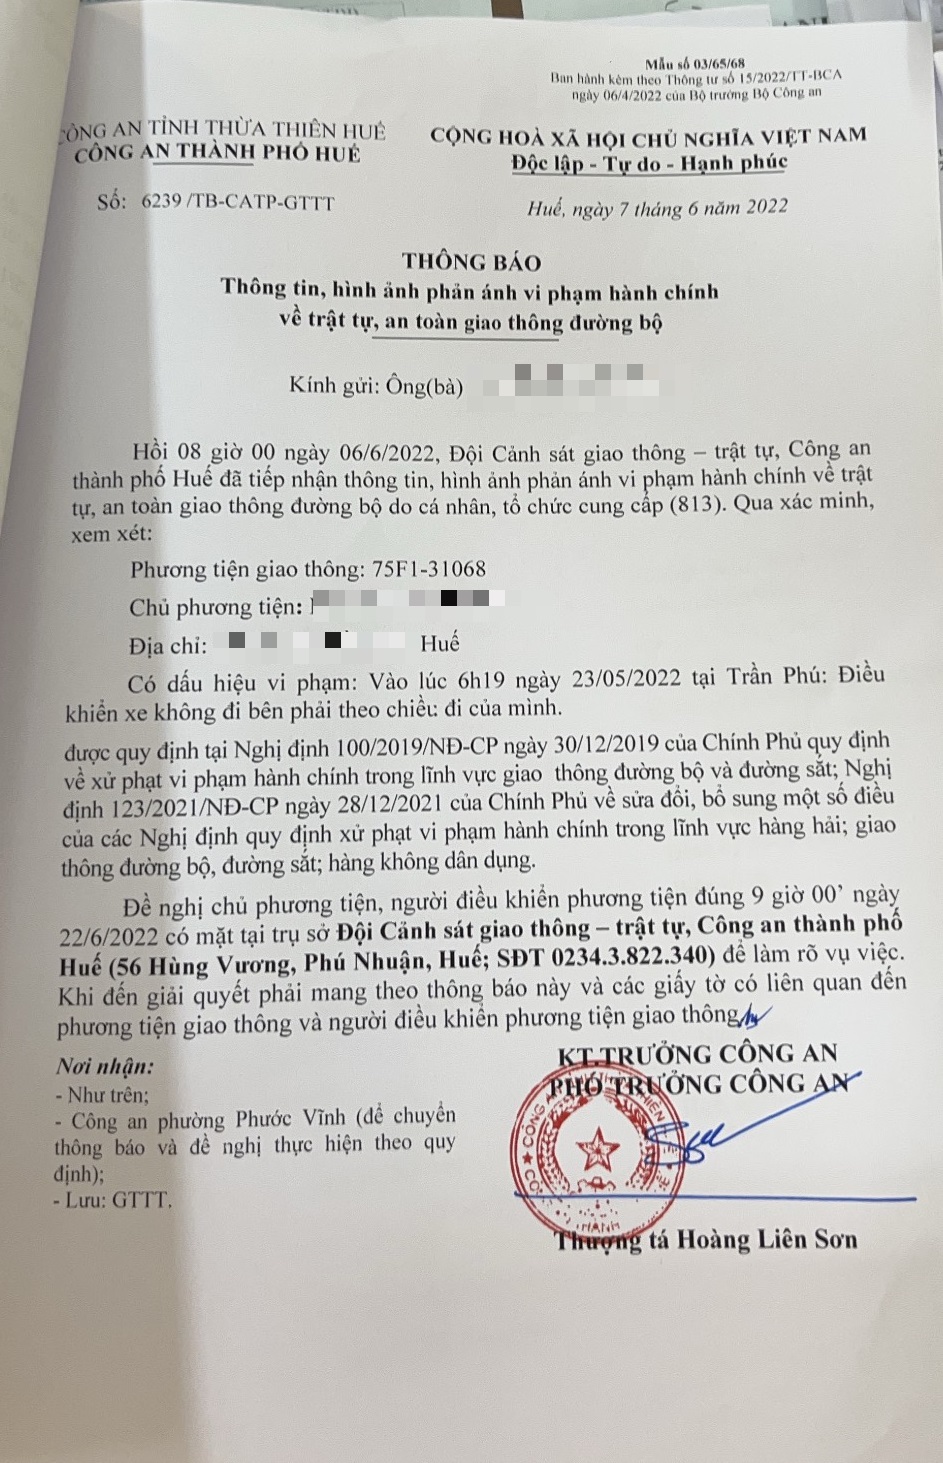 Mẫu số 03/65/68
Ban hành kèm theo Thông tư số 15/2022/TT-BCA
ngày 06/4/2022 của Bộ trưởng Bộ Công an
CÔNG AN TỈNH THỪA THIÊN HUẾ
CÔNG AN THÀNH PHỐ HUẾ
CỘNG HOÀ XÃ HỘI CHỦ NGHĨA VIỆT NAM
Độc lập - Tự do - Hạnh phúc
Số: 6239 /TB-CATP-GTTT
Huế, ngày 7 tháng 6 năm 2022
THÔNG BÁO
Thông tin, hình ảnh phản ánh vi phạm hành chính
về trật tự, an toàn giao thông đường bộ
Kính gửi: Ông(bà)
Hồi 08 giờ 00 ngày 06/6/2022, Đội Cảnh sát giao thông – trật tự, Công an
thành phố Huế đã tiếp nhận thông tin, hình ảnh phản ánh vi phạm hành chính về trật
tự, an toàn giao thông đường bộ do cá nhân, tổ chức cung cấp (813). Qua xác minh,
xem xét:
Phương tiện giao thông: 75F1-31068
Chủ phương tiện:
Địa chỉ: Huế
Có dấu hiệu vi phạm: Vào lúc 6h19 ngày 23/05/2022 tại Trần Phú: Điều
khiển xe không đi bên phải theo chiều đi của mình.
được quy định tại Nghị định 100/2019/NĐ-CP ngày 30/12/2019 của Chính Phủ quy định
về xử phạt vi phạm hành chính trong lĩnh vực giao thông đường bộ và đường sắt; Nghị
định 123/2021/NĐ-CP ngày 28/12/2021 của Chính Phủ về sửa đổi, bổ sung một số điều
của các Nghị định quy định xử phạt vi phạm hành chính trong lĩnh vực hàng hải; giao
thông đường bộ, đường sắt; hàng không dân dụng.
Đề nghị chủ phương tiện, người điều khiển phương tiện đúng 9 giờ 00’ ngày
22/6/2022 có mặt tại trụ sở Đội Cảnh sát giao thông – trật tự, Công an thành phố
Huế (56 Hùng Vương, Phú Nhuận, Huế; SĐT 0234.3.822.340) để làm rõ vụ việc.
Khi đến giải quyết phải mang theo thông báo này và các giấy tờ có liên quan đến
phương tiện giao thông và người điều khiển phương tiện giao thông
Nơi nhận:
- Như trên;
- Công an phường Phước Vĩnh (để chuyển
thông báo và đề nghị thực hiện theo quy
định);
- Lưu: GTTT.
KT.TRƯỞNG CÔNG AN
PHÓ TRƯỞNG CÔNG AN
Thượng tá Hoàng Liên Sơn